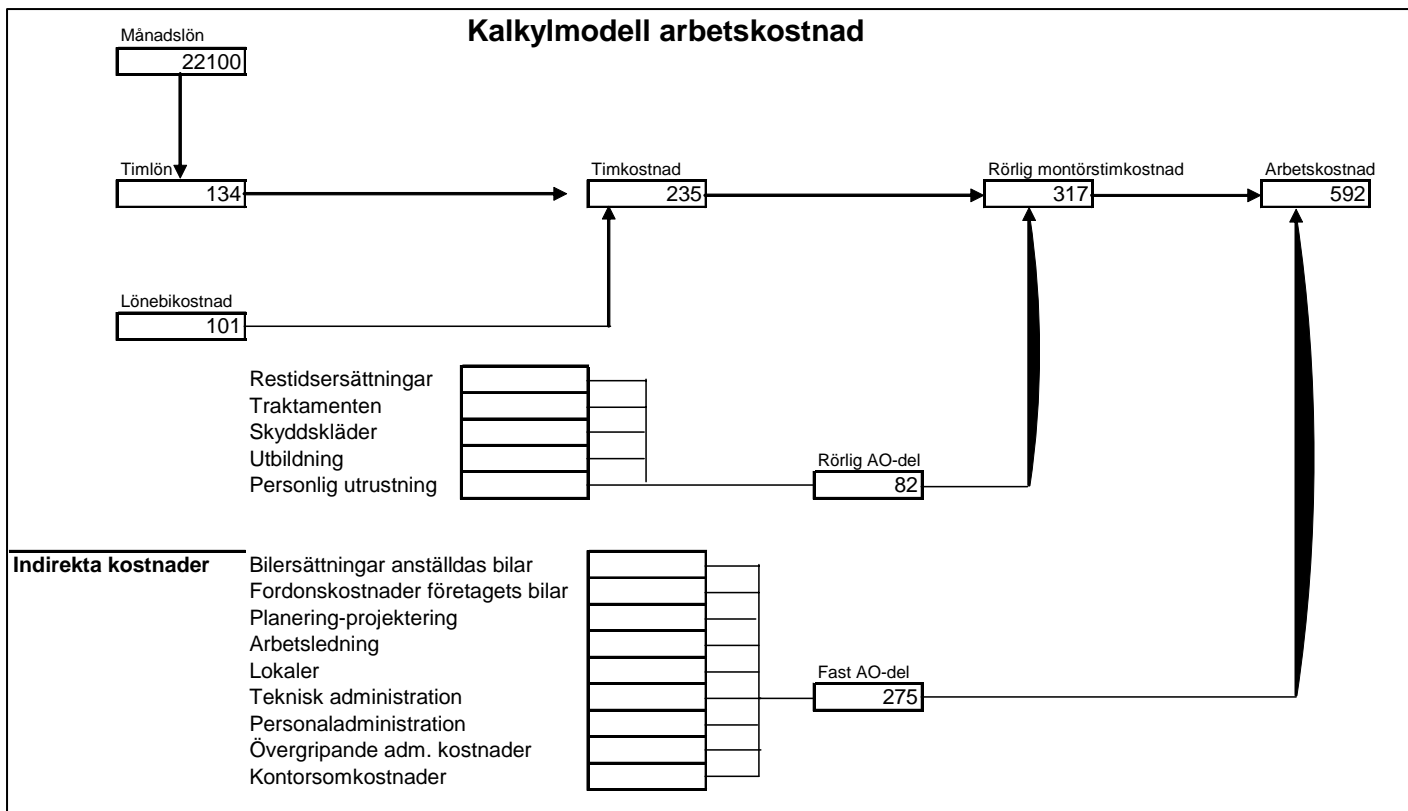 Kalkylmodell arbetskostnad
Månadslön
22100
Timlön
134
Timkostnad
235
Rörlig montörstimkostnad
317
Arbetskostnad
592
Lönebikostnad
101
Restidsersättningar
Traktamenten
Skyddskläder
Utbildning
Personlig utrustning
Rörlig AO-del
82
Indirekta kostnader
Bilersättningar anställdas bilar
Fordonskostnader företagets bilar
Planering-projektering
Arbetsledning
Lokaler
Teknisk administration
Personaladministration
Övergripande adm. kostnader
Kontorsomkostnader
Fast AO-del
275